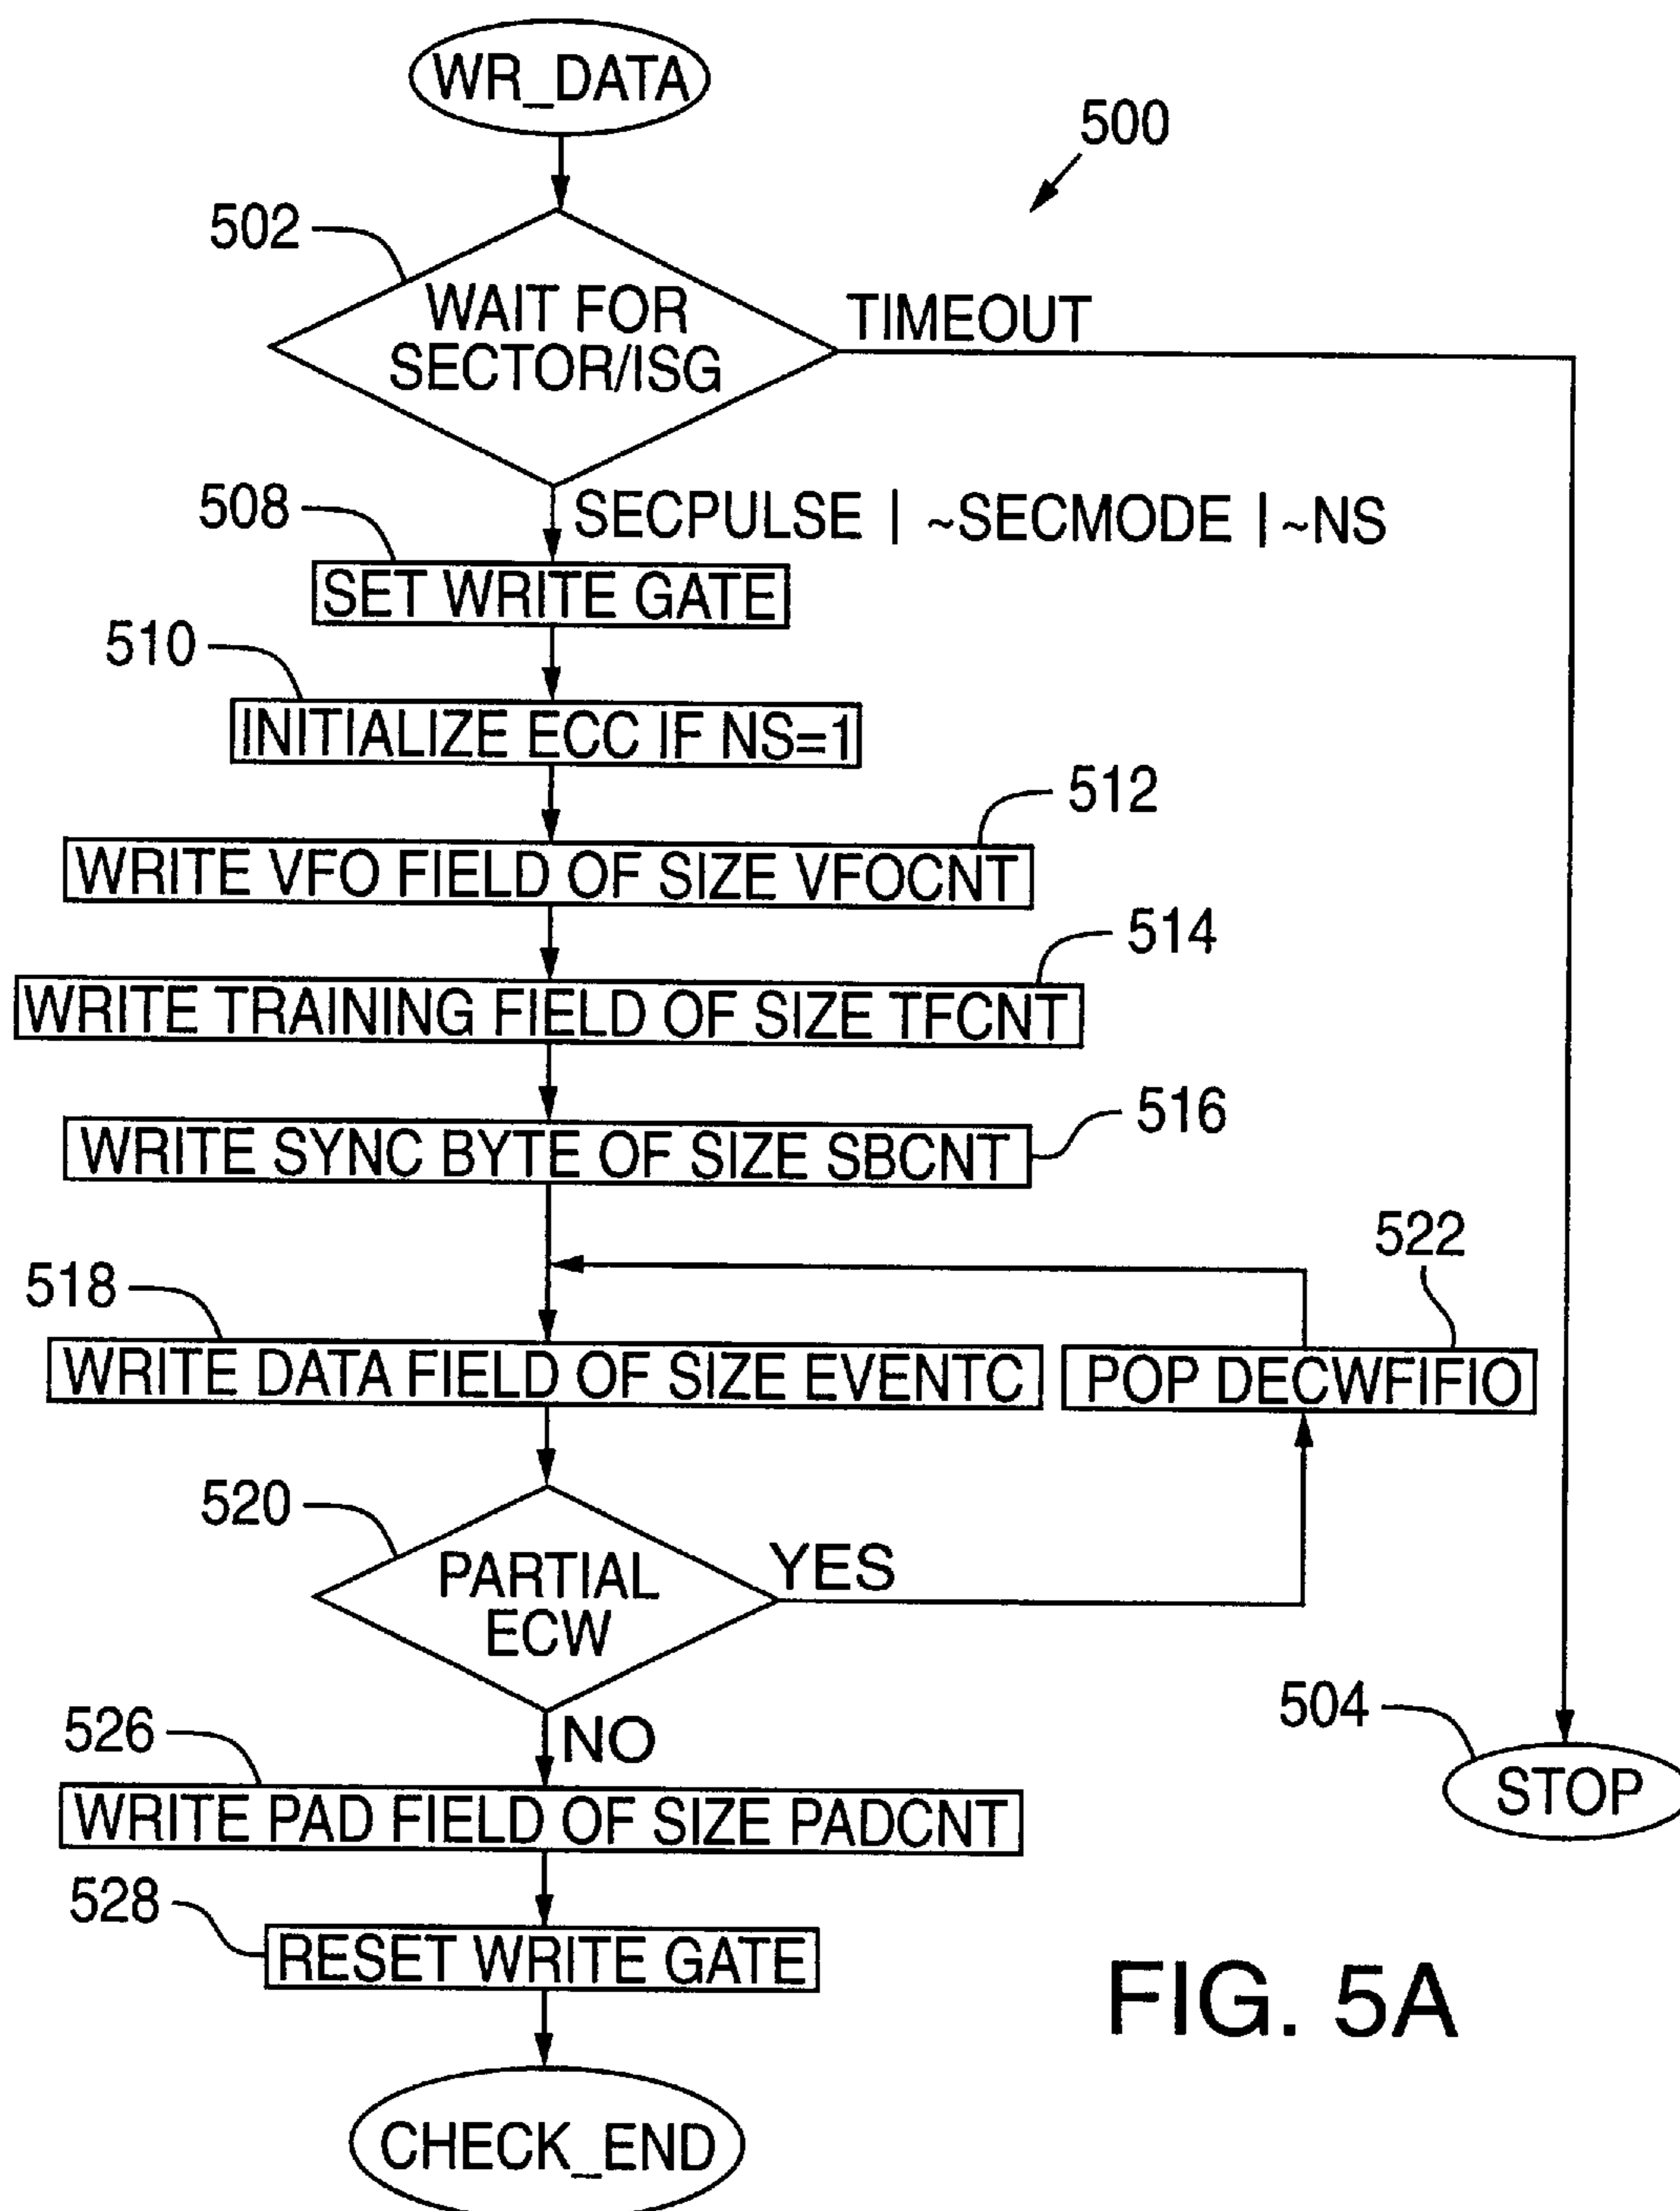 WR_DATA
500
502
WAIT FOR
SECTOR/ISG
TIMEOUT
508
SECPULSE | ~SECMODE | ~NS
SET WRITE GATE
510
INITIALIZE ECC IF NS=1
512
WRITE VFO FIELD OF SIZE VFOCNT
514
WRITE TRAINING FIELD OF SIZE TFCNT
516
WRITE SYNC BYTE OF SIZE SBCNT
522
518
WRITE DATA FIELD OF SIZE EVENTC
POP DECWFIFIO
520
PARTIAL
ECW
YES
504
STOP
526
NO
WRITE PAD FIELD OF SIZE PADCNT
528
RESET WRITE GATE
FIG. 5A
CHECK_END